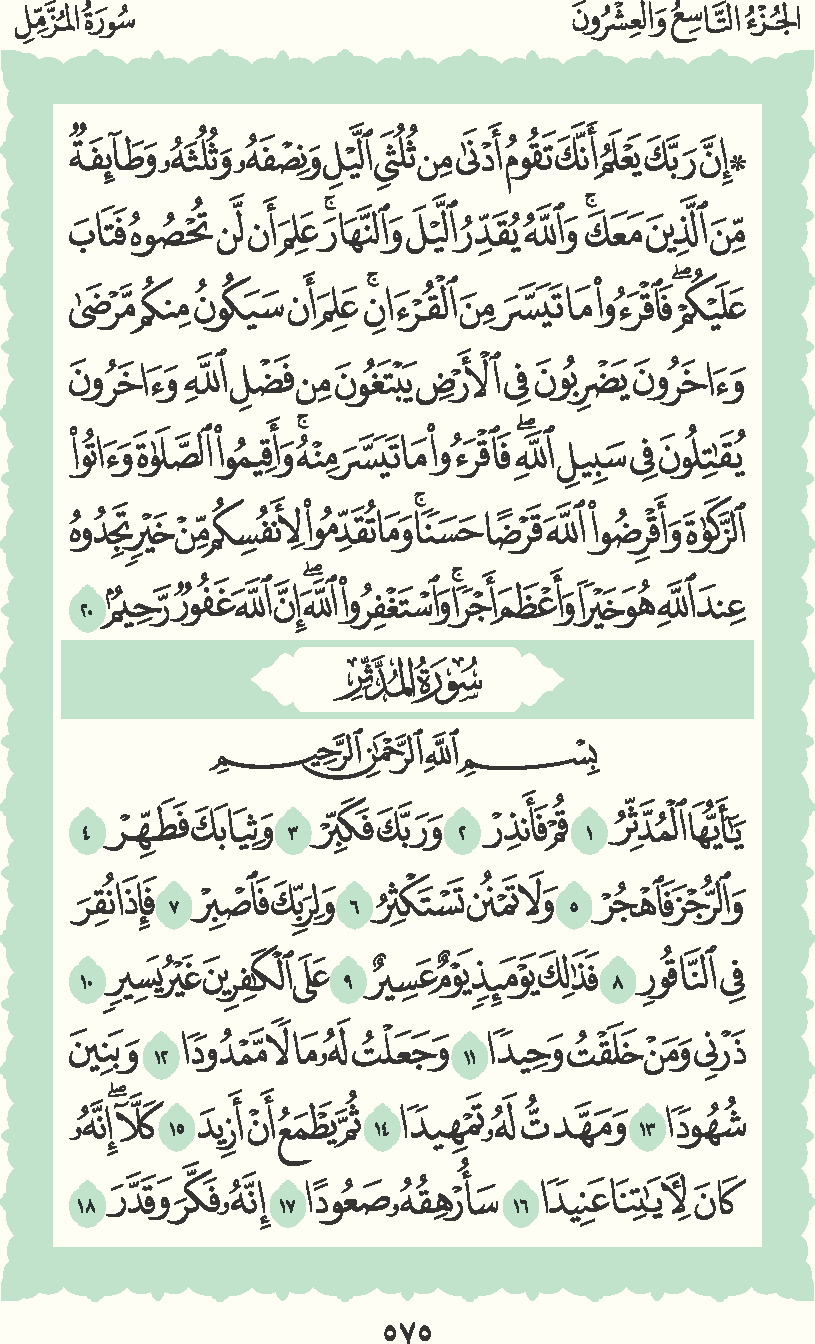 الجُزْءُ التَّاسِعُ وَالْعِشْرُونَ
سُورَةُ المُزَّمِّلِ
*إِنَّ رَبَّكَ يَعْلَمُ أَنَّكَ تَقُومُ أَدْنَىٰ مِن ثُلُثَيِ ٱلَّيْلِ وَنِصْفَهُۥ وَثُلُثَهُۥ وَطَآئِفَةٌ
مِّنَ ٱلَّذِينَ مَعَكَۚ وَٱللَّهُ يُقَدِّرُ ٱلَّيْلَ وَٱلنَّهَارَۚ عَلِمَ أَن لَّن تُحْصُوهُ فَتَابَ
عَلَيْكُمْۖ فَٱقْرَءُوا۟ مَا تَيَسَّرَ مِنَ ٱلْقُرْءَانِۚ عَلِمَ أَن سَيَكُونُ مِنكُم مَّرْضَىٰ
وَءَاخَرُونَ يَضْرِبُونَ فِى ٱلْأَرْضِ يَبْتَغُونَ مِن فَضْلِ ٱللَّهِ وَءَاخَرُونَ
يُقَٰتِلُونَ فِى سَبِيلِ ٱللَّهِۖ فَٱقْرَءُوا۟ مَا تَيَسَّرَ مِنْهُۚ وَأَقِيمُوا۟ ٱلصَّلَوٰةَ وَءَاتُوا۟
ٱلزَّكَوٰةَ وَأَقْرِضُوا۟ ٱللَّهَ قَرْضًا حَسَنًاۚ وَمَا تُقَدِّمُوا۟ لِأَنفُسِكُم مِّنْ خَيْرٍ تَجِدُوهُ
عِندَ ٱللَّهِ هُوَ خَيْرًا وَأَعْظَمَ أَجْرًاۚ وَٱسْتَغْفِرُوا۟ ٱللَّهَۖ إِنَّ ٱللَّهَ غَفُورٌ رَّحِيمٌۢ ٢٠
سُورَةُ المُدَّثِّرِ
بِسْمِ ٱللَّهِ ٱلرَّحْمَٰنِ ٱلرَّحِيمِ
يَٰٓأَيُّهَا ٱلْمُدَّثِّرُ ١ قُمْ فَأَنذِرْ ٢ وَرَبَّكَ فَكَبِّرْ ٣ وَثِيَابَكَ فَطَهِّرْ ٤
وَٱلرُّجْزَ فَٱهْجُرْ ٥ وَلَا تَمْنُن تَسْتَكْثِرُ ٦ وَلِرَبِّكَ فَٱصْبِرْ ٧ فَإِذَا نُقِرَ
فِى ٱلنَّاقُورِ ٨ فَذَٰلِكَ يَوْمَئِذٍ يَوْمٌ عَسِيرٌ ٩ عَلَى ٱلْكَٰفِرِينَ غَيْرُ يَسِيرٍ ١٠
ذَرْنِى وَمَنْ خَلَقْتُ وَحِيدًا ١١ وَجَعَلْتُ لَهُۥ مَالًا مَّمْدُودًا ١٢ وَبَنِينَ
شُهُودًا ١٣ وَمَهَّدتُّ لَهُۥ تَمْهِيدًا ١٤ ثُمَّ يَطْمَعُ أَنْ أَزِيدَ ١٥ كَلَّآۖ إِنَّهُۥ
كَانَ لِأٓيَٰتِنَا عَنِيدًا ١٦ سَأُرْهِقُهُۥ صَعُودًا ١٧ إِنَّهُۥ فَكَّرَ وَقَدَّرَ ١٨
٥٧٥